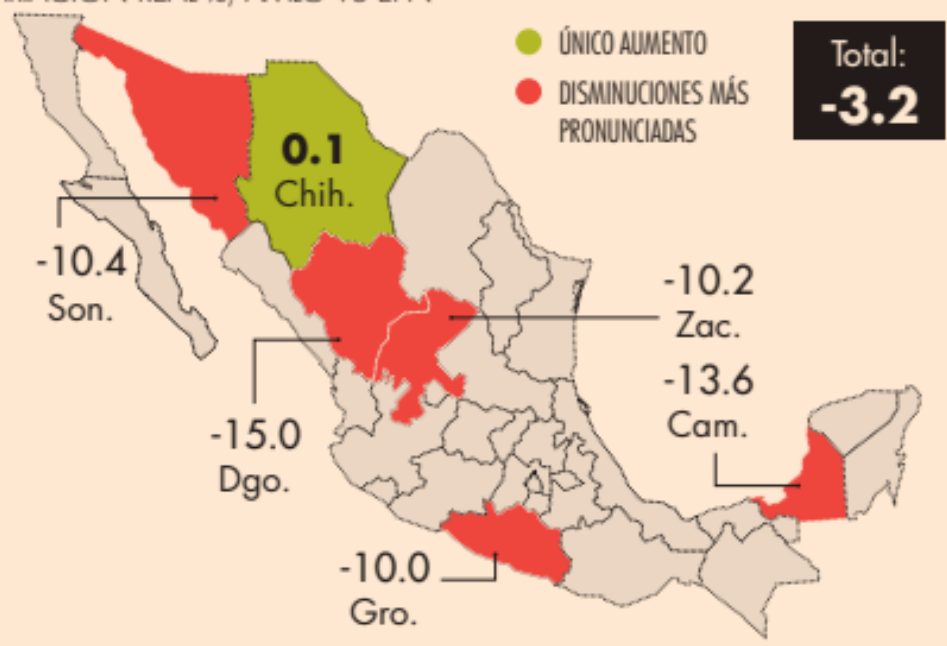 ÚNICO AUMENTO
DISMINUCIONES MÁS
PRONUNCIADAS
Total:
-3.2
0.1
Chih.
-10.4
Son.
-10.2
Zac.
-13.6
Cam.
-15.0
Dgo.
-10.0
Gro.